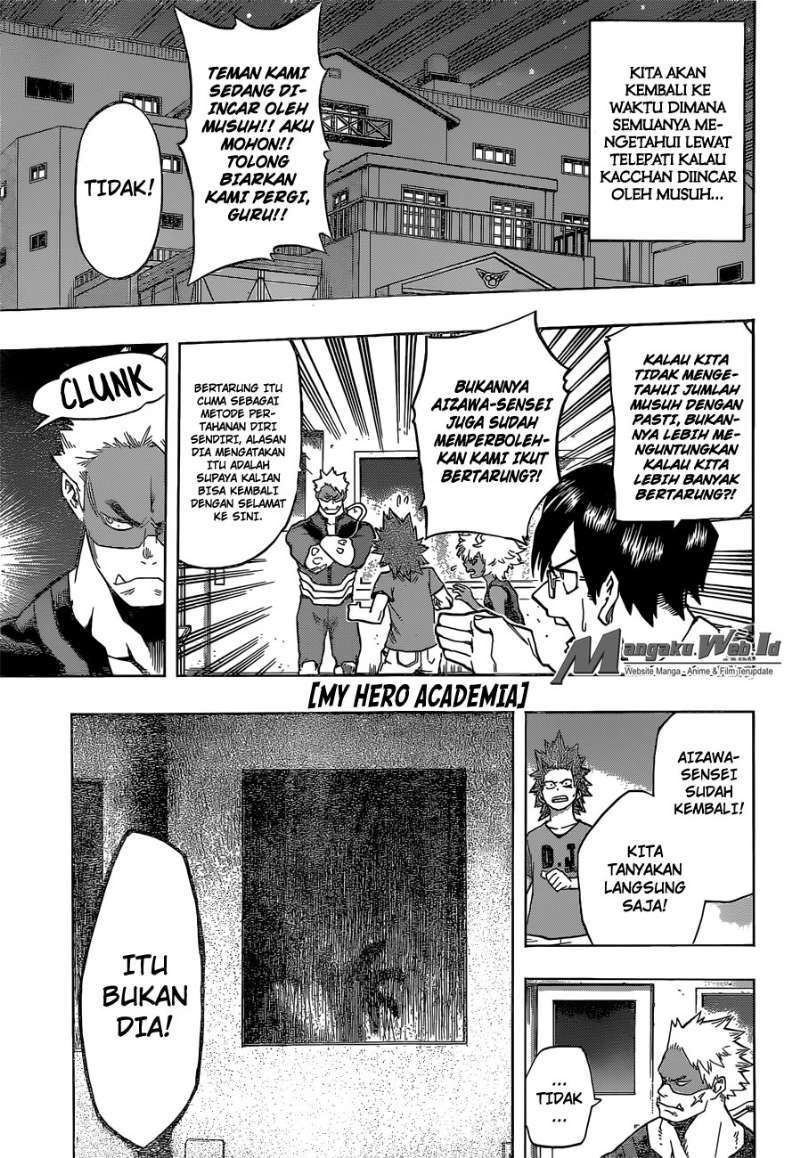 KITA AKAN
KEMBALI KE
WAKTU DIMANA
SEMUANYA ME-
NGETAHUI LEWAT
TELEPATI KALAU
KACCHAN DIINCAR
OLEH MUSUH...
TEMAN KAMI
SEDANG DI-
INCAR OLEH
MUSUH!! AKU
MOHON!!
TOLONG
BIARKAN
KAMI PERGI,
GURU!!
TIDAK!
KALAU KITA
TIDAK MENGE-
TAHUI JUMLAH
MUSUH DENGAN
PASTI, BUKAN-
NYA LEBIH ME-
NGUNTUNGKAN
KALAU KITA
LEBIH BANYAK
BERTARUNG?!
BUKANNYA
AIZAWA-SENSEI
JUGA SUDAH
MEMPERBOLEH-
KAN KAMI IKUT
BERTARUNG?!
BERTARUNG ITU
CUMA SEBAGAI
METODE PER-
TAHANAN DIRI
SENDIRI, ALASAN
DIA MENGATAKAN
ITU ADALAH
SUPAYA KALIAN
BISA KEMBALI
DENGAN SELAMAT
KE SINI.
CLUNK
Mangaku.Web.Id
Website Manga - Anime & Film Terupdate
[MY HERO ACADEMIA]
AIZAWA-
SENSEI
SUDAH
KEMBALI!
KITA
TANYAKAN
LANGSUNG
SAJA!
D.J
...
TIDAK
...
ITU
BUKAN
DIA!